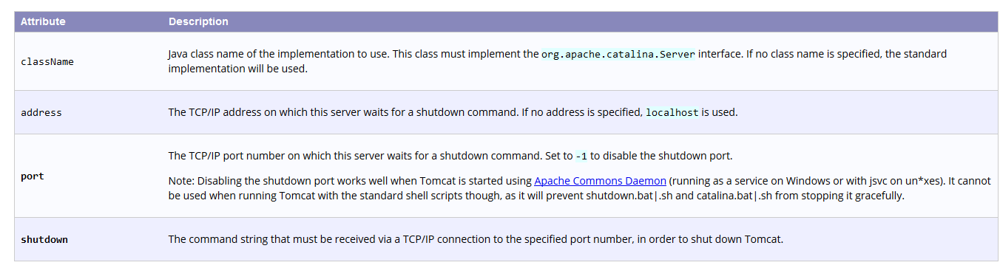 Attribute Description
className Java class name of the implementation to use. This class must implement the org.apache.catalina.Server interface. If no class name is specified, the standard
implementation will be used.
address The TCP/IP address on which this server waits for a shutdown command. If no address is specified, localhost is used.
port The TCP/IP port number on which this server waits for a shutdown command. Set to -1 to disable the shutdown port.
Note: Disabling the shutdown port works well when Tomcat is started using Apache Commons Daemon (running as a service on Windows or with jsvc on un*xes). It cannot
be used when running Tomcat with the standard shell scripts though, as it will prevent shutdown.bat|.sh and catalina.bat|.sh from stopping it gracefully.
shutdown The command string that must be received via a TCP/IP connection to the specified port number, in order to shut down Tomcat.